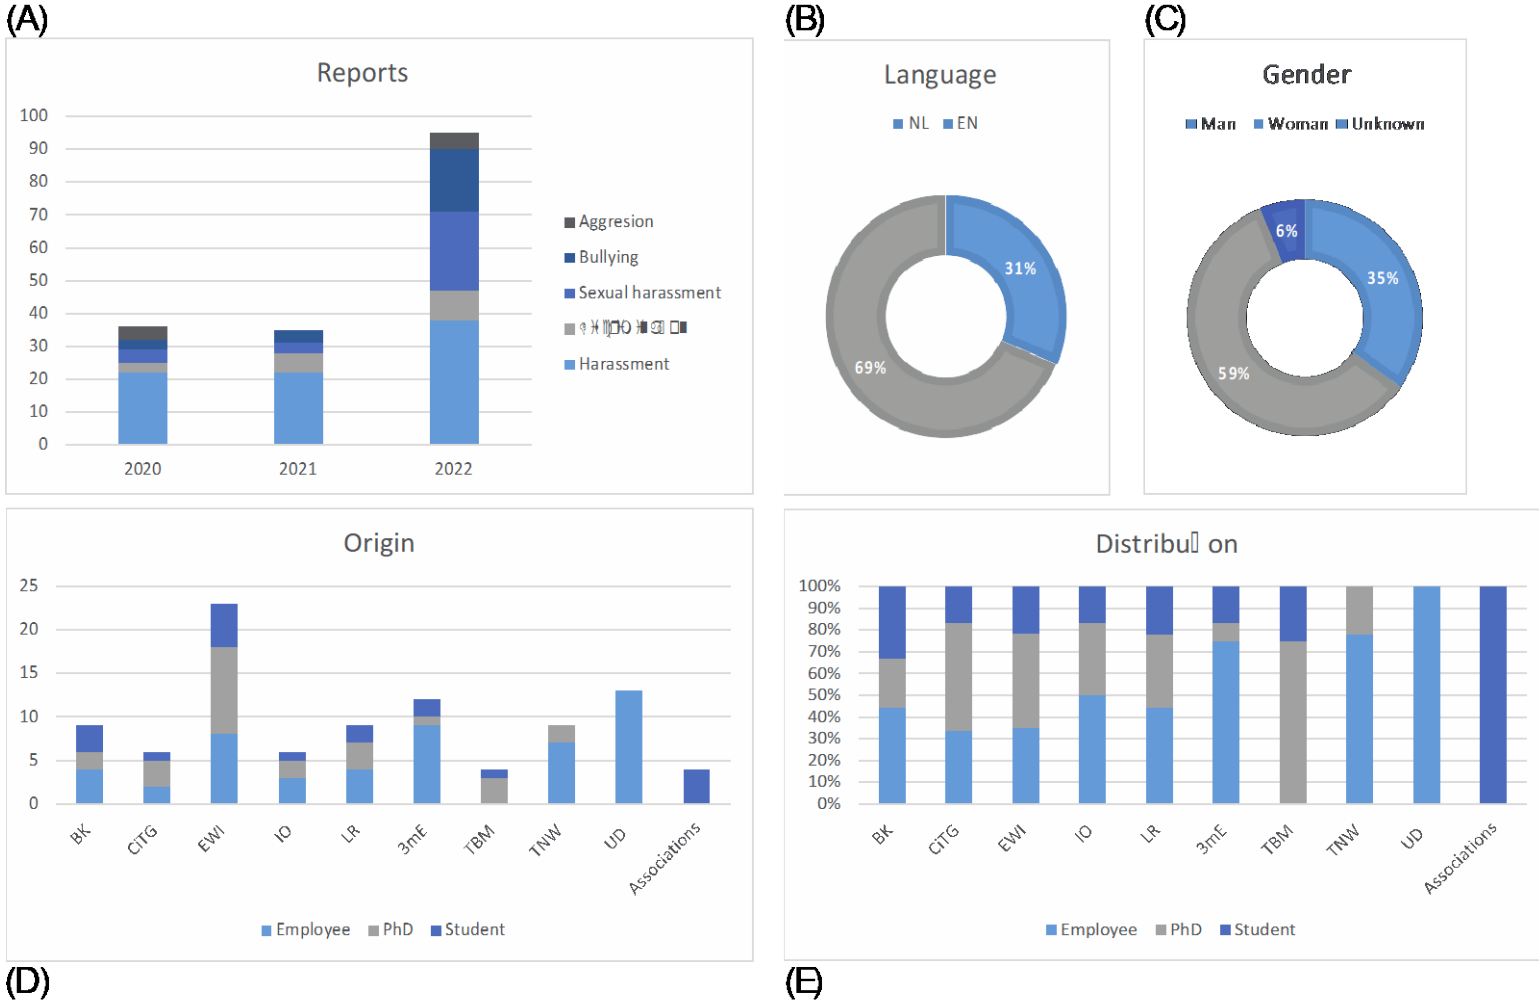 (A)
(B)
(C)
Reports
100
90
80
70
60
50
40
30
20
10
0
2020 2021 2022
Aggresion
Bullying
Sexual harassment
Harassment
Language
NL EN
31%
69%
Gender
Man Woman Unknown
6%
35%
59%
Origin
25
20
15
10
5
0
BK CiTG EWI IO LR 3mE TBM TNW UD Associations
Employee PhD Student
Distribu on
100%
90%
80%
70%
60%
50%
40%
30%
20%
10%
0%
BK CiTG EWI IO LR 3mE TBM TNW UD Associations
Employee PhD Student
(D)
(E)